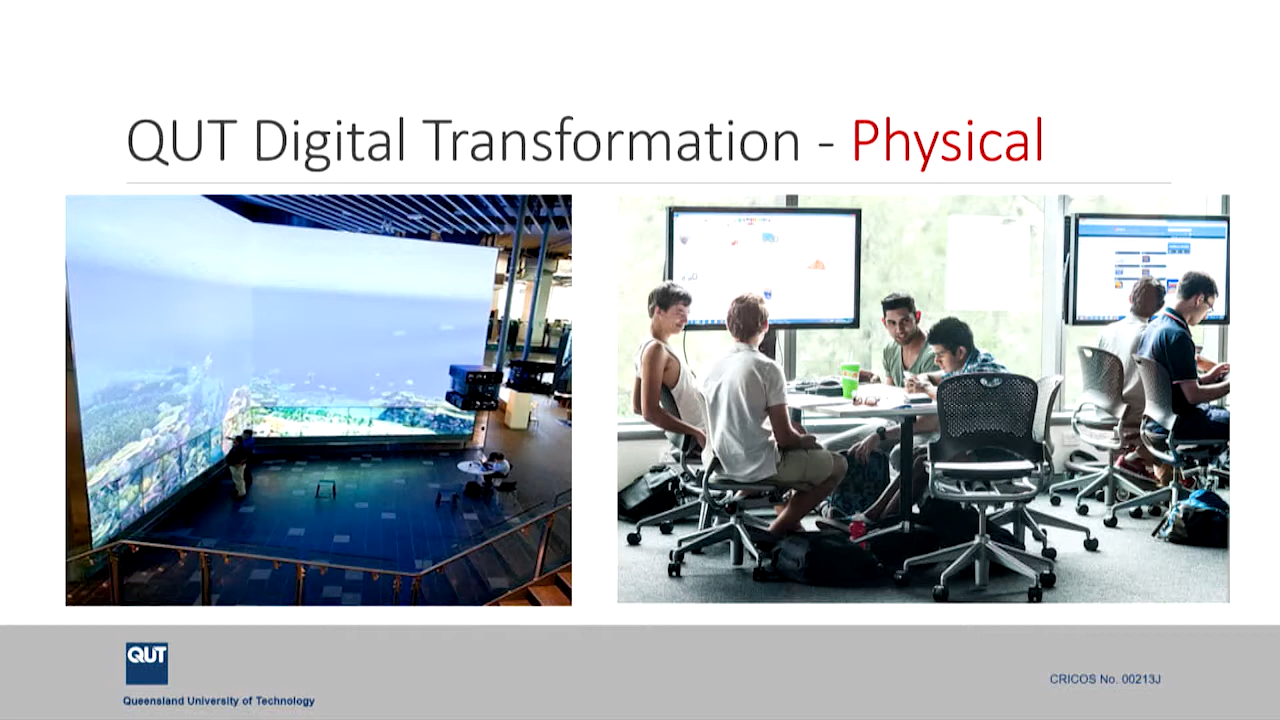 QUT Digital Transformation - Physical
QUT
Queensland University of Technology
CRICOS No. 00213J